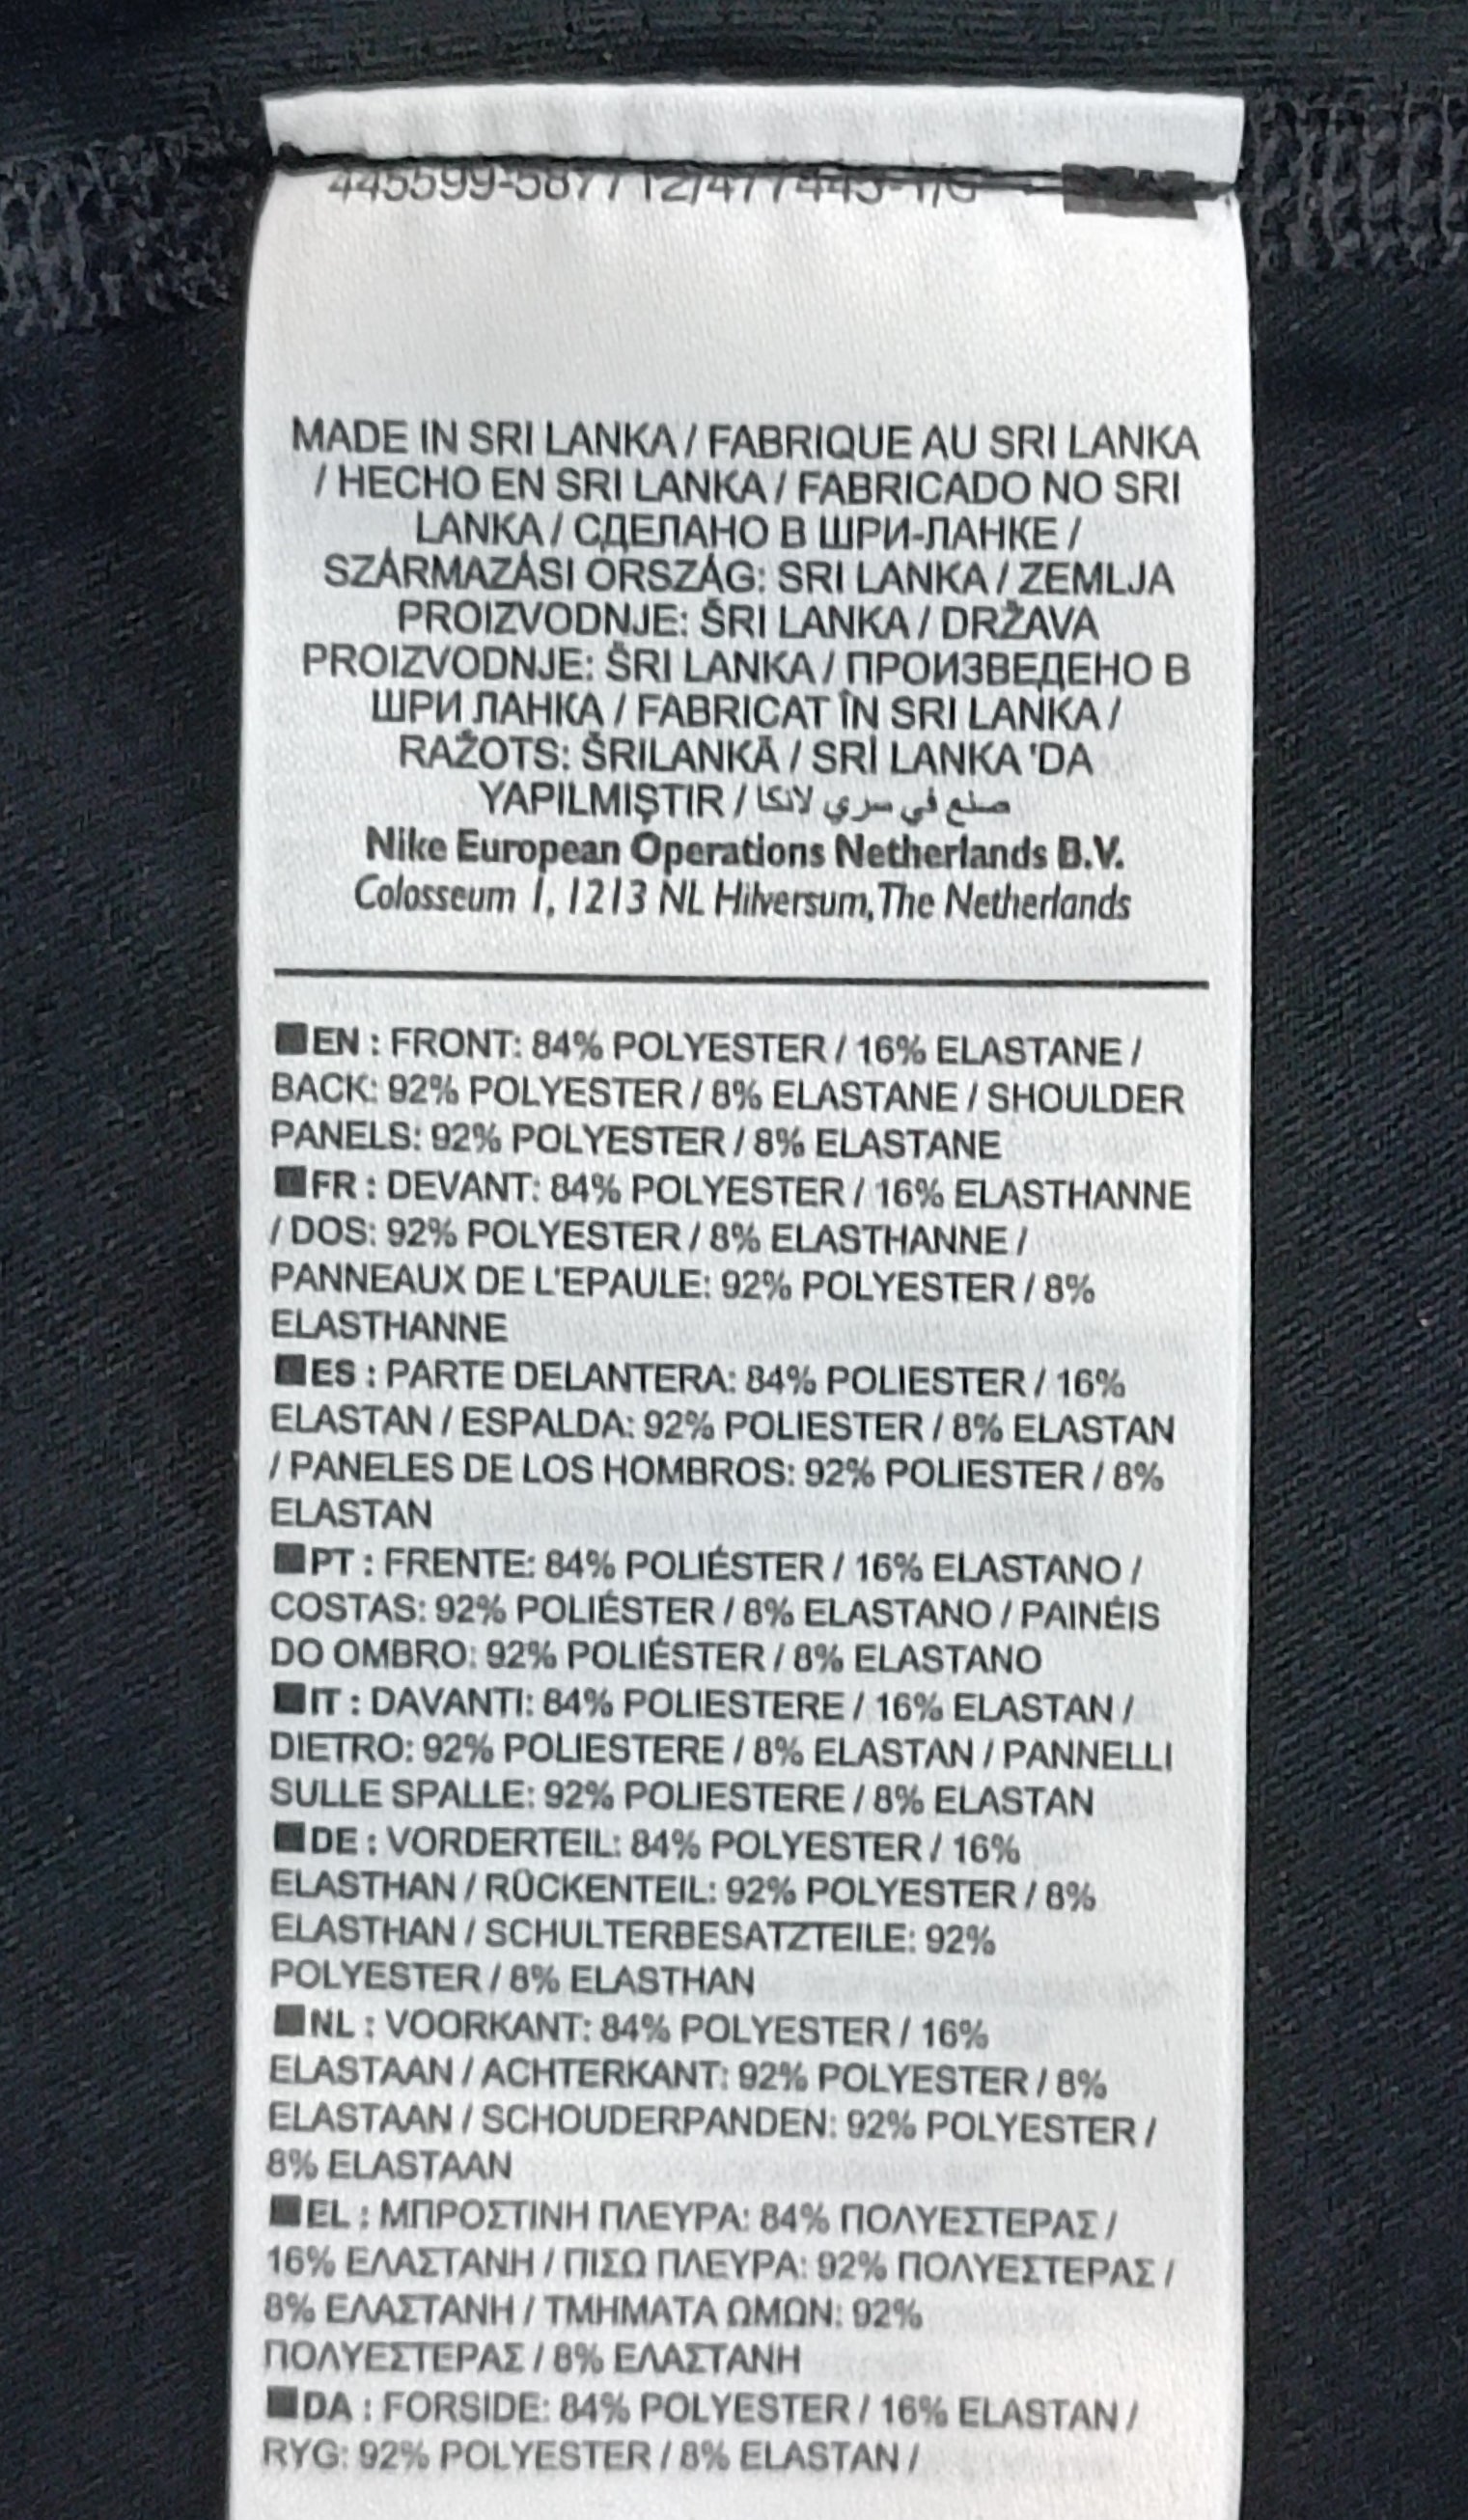 MADE IN SRI LANKA / FABRIQUE AU SRI LANKA
/ HECHO EN SRI LANKA / FABRICADO NO SRI
LANKA / СДЕЛАНО В ШРИ-ЛАНКЕ /
SZÁRMAZÁSI ORSZÁG: SRI LANKA / ZEMLJA
PROIZVODNJE: ŠRI LANKA / DRŽAVA
PROIZVODNJE: ŠRI LANKA / ПРОИЗВЕДЕНО В
ШРИ ЛАНКА / FABRICAT ÎN SRI LANKA /
RAŽOTS: ŠRILANKĀ / SRİ LANKA 'DA
YAPILMIŞTIR / صنع في سري لانكا
Nike European Operations Netherlands B.V.
Colosseum 1, 1213 NL Hilversum, The Netherlands
EN : FRONT: 84% POLYESTER / 16% ELASTANE /
BACK: 92% POLYESTER / 8% ELASTANE / SHOULDER
PANELS: 92% POLYESTER / 8% ELASTANE
FR : DEVANT: 84% POLYESTER / 16% ELASTHANNE
/ DOS: 92% POLYESTER / 8% ELASTHANNE /
PANNEAUX DE L'EPAULE: 92% POLYESTER / 8%
ELASTHANNE
ES : PARTE DELANTERA: 84% POLIESTER / 16%
ELASTAN / ESPALDA: 92% POLIESTER / 8% ELASTAN
/ PANELES DE LOS HOMBROS: 92% POLIESTER / 8%
ELASTAN
PT : FRENTE: 84% POLIÉSTER / 16% ELASTANO /
COSTAS: 92% POLIÉSTER / 8% ELASTANO / PAINÉIS
DO OMBRO: 92% POLIÉSTER / 8% ELASTANO
IT : DAVANTI: 84% POLIESTERE / 16% ELASTAN /
DIETRO: 92% POLIESTERE / 8% ELASTAN / PANNELLI
SULLE SPALLE: 92% POLIESTERE / 8% ELASTAN
DE : VORDERTEIL: 84% POLYESTER / 16%
ELASTHAN / RÜCKENTEIL: 92% POLYESTER / 8%
ELASTHAN / SCHULTERBESATZTEILE: 92%
POLYESTER / 8% ELASTHAN
NL : VOORKANT: 84% POLYESTER / 16%
ELASTAAN / ACHTERKANT: 92% POLYESTER / 8%
ELASTAAN / SCHOUDERPANDEN: 92% POLYESTER /
8% ELASTAAN
EL : ΜΠΡΟΣΤΙΝΗ ΠΛΕΥΡΑ: 84% ΠΟΛΥΕΣΤΕΡΑΣ /
16% ΕΛΑΣΤΑΝΗ / ΠΙΣΩ ΠΛΕΥΡΑ: 92% ΠΟΛΥΕΣΤΕΡΑΣ /
8% ΕΛΑΣΤΑΝΗ / ΤΜΗΜΑΤΑ ΩΜΩΝ: 92%
ΠΟΛΥΕΣΤΕΡΑΣ / 8% ΕΛΑΣΤΑΝΗ
DA : FORSIDE: 84% POLYESTER / 16% ELASTAN /
RYG: 92% POLYESTER / 8% ELASTAN /